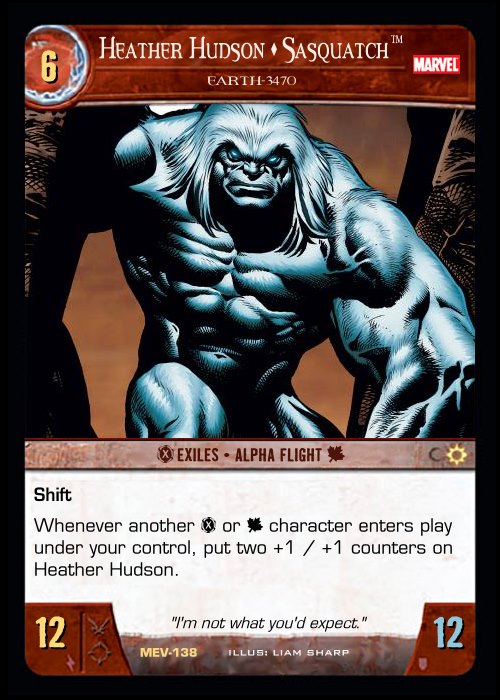 6
HEATHER HUDSON ♦ SASQUATCH™
MARVEL
EARTH-3470
EXILES • ALPHA FLIGHT
C
Shift
Whenever another or character enters play
under your control, put two +1 / +1 counters on
Heather Hudson.
"I'm not what you'd expect."
12
12
MEV-138 ILLUS: LIAM SHARP